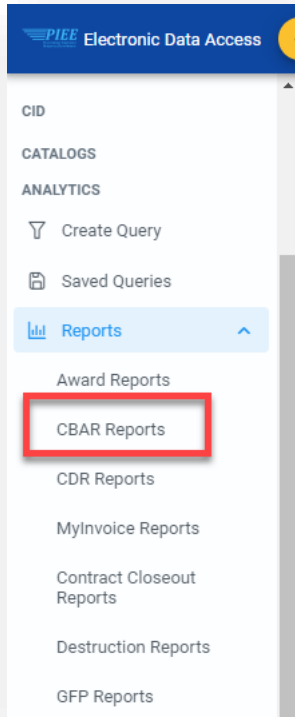 PIEE Electronic Data Access
CID
CATALOGS
ANALYTICS
Create Query
Saved Queries
Reports
Award Reports
CBAR Reports
CDR Reports
MyInvoice Reports
Contract Closeout
Reports
Destruction Reports
GFP Reports